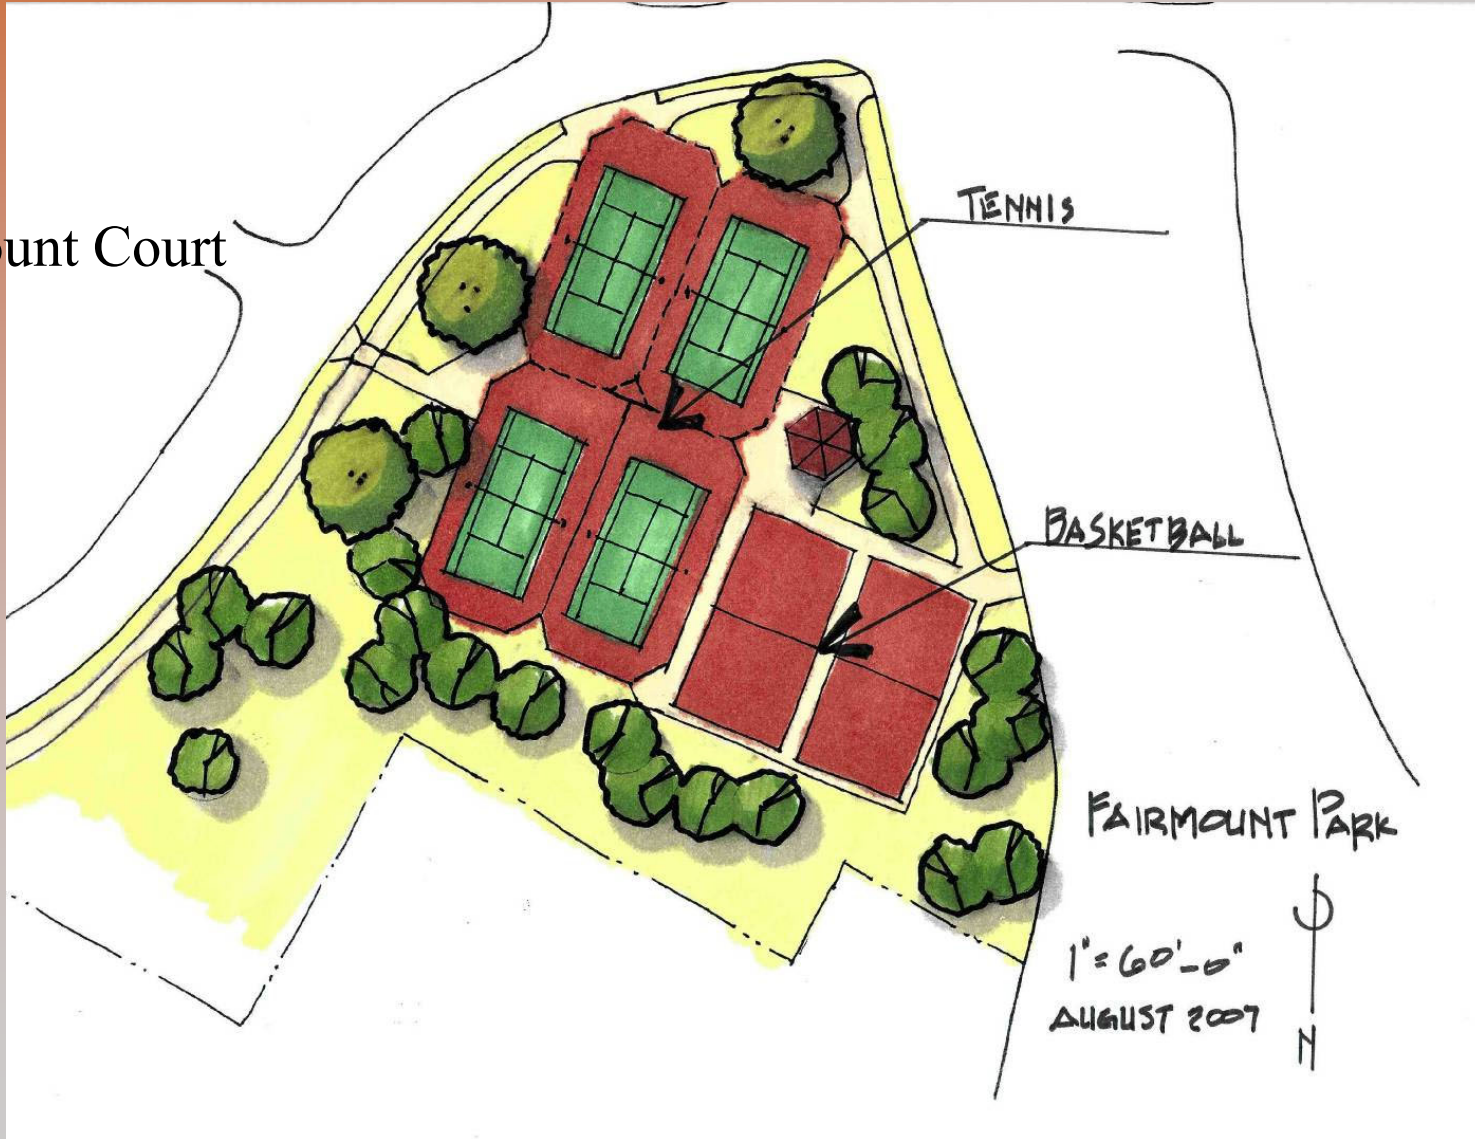 TENNIS
unt Court
BASKETBALL
FAIRMOUNT PARK
1"=60'-0"
AUGUST 2007
N